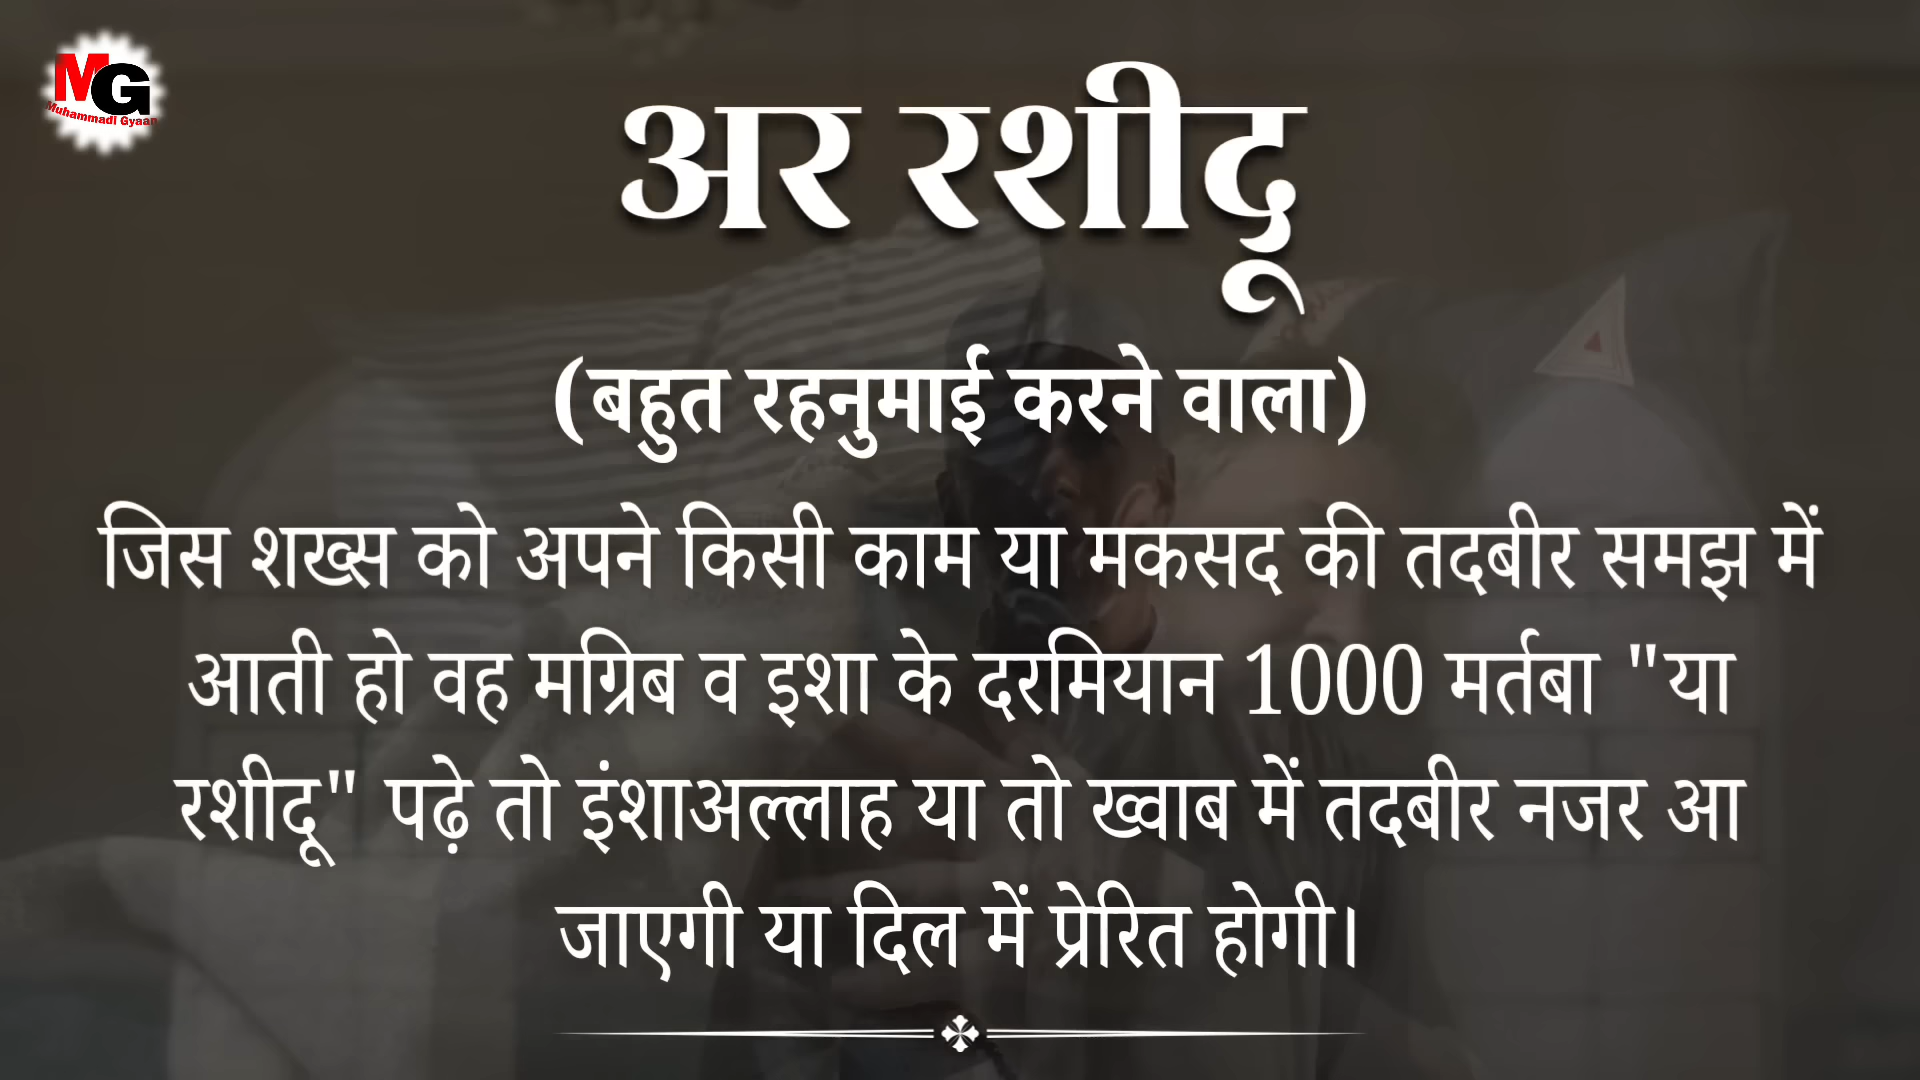 MG
Muhammadi Gyaan
अर रशीदू
(बहुत रहनुमाई करने वाला)
जिस शख्स को अपने किसी काम या मकसद की तदबीर समझ में
आती हो वह मग्रिब व इशा के दरमियान 1000 मर्तबा "या
रशीदू" पढ़े तो इंशाअल्लाह या तो ख्वाब में तदबीर नजर आ
जाएगी या दिल में प्रेरित होगी।